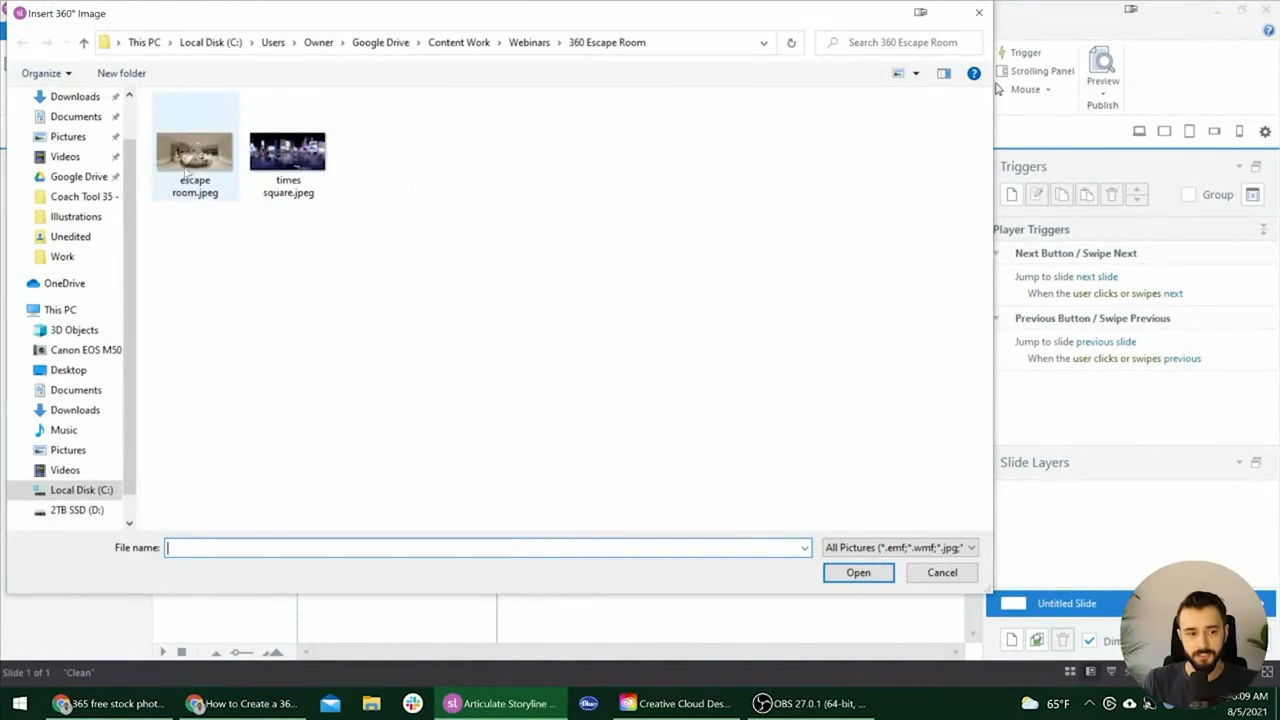 Insert 360° Image
This PC > Local Disk (C:) > Users > Owner > Google Drive > Content Work > Webinars > 360 Escape Room
Search 360 Escape Room
Organize
New folder
Downloads
Documents
Pictures
Videos
Google Drive
Coach Tool 35 -
Illustrations
Unedited
Work
OneDrive
This PC
3D Objects
Canon EOS M50
Desktop
Documents
Downloads
Music
Pictures
Videos
Local Disk (C:)
2TB SSD (D:)
escape
room.jpeg
times
square.jpeg
File name:
All Pictures (*.emf;*.wmf;*.jpg;*
Open
Cancel
Trigger
Scrolling Panel
Mouse
Preview
Publish
Triggers
Group
Player Triggers
Next Button / Swipe Next
Jump to slide next slide
When the user clicks or swipes next
Previous Button / Swipe Previous
Jump to slide previous slide
When the user clicks or swipes previous
Slide Layers
Untitled Slide
Slide 1 of 1
"Clean"
365 free stock phot...
How to Create a 36...
sl
Articulate Storyline ...
Blue
Creative Cloud Des...
OBS 27.0.1 (64-bit, ...
65°F
8/5/2021